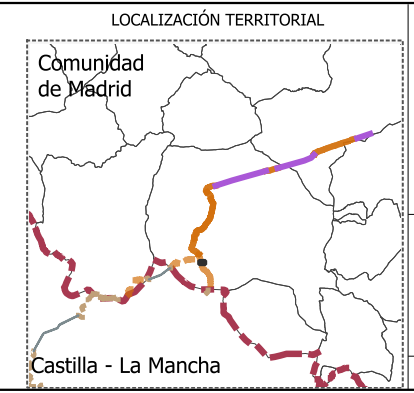 LOCALIZACIÓN TERRITORIAL
Comunidad
de Madrid
Castilla - La Mancha